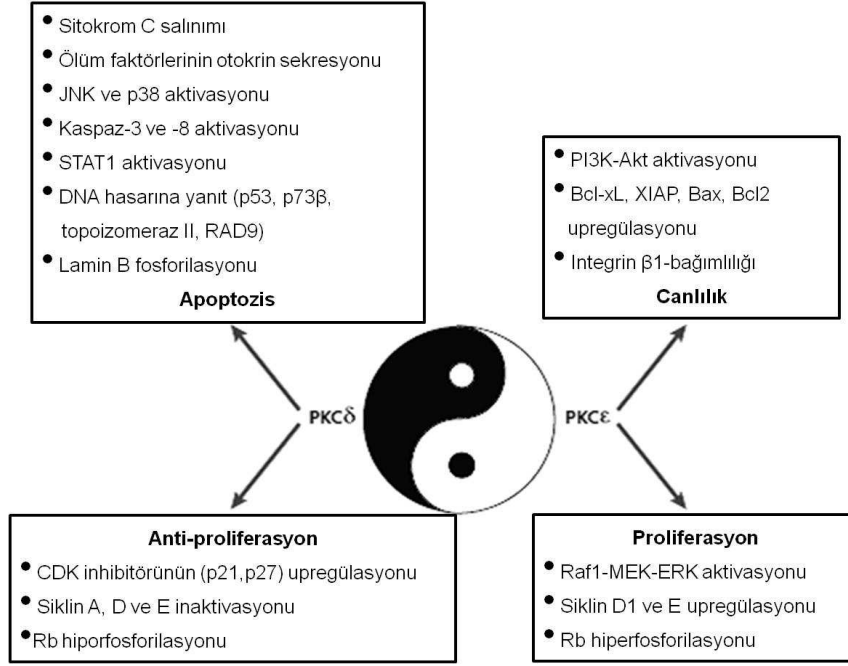 • Sitokrom C salınımı
• Ölüm faktörlerinin otokrin sekresyonu
• JNK ve p38 aktivasyonu
• Kaspaz-3 ve -8 aktivasyonu
• STAT1 aktivasyonu
• DNA hasarına yanıt (p53, p73β,
topoizomeraz II, RAD9)
• Lamin B fosforilasyonu
Apoptozis
• PI3K-Akt aktivasyonu
• Bcl-xL, XIAP, Bax, Bcl2
upregülasyonu
• Integrin β1-bağımlılığı
Canlılık
PKCδ
PKCε
Anti-proliferasyon
• CDK inhibitörünün (p21,p27) upregülasyonu
• Siklin A, D ve E inaktivasyonu
• Rb hiporfosforilasyonu
Proliferasyon
• Raf1-MEK-ERK aktivasyonu
• Siklin D1 ve E upregülasyonu
• Rb hiperfosforilasyonu